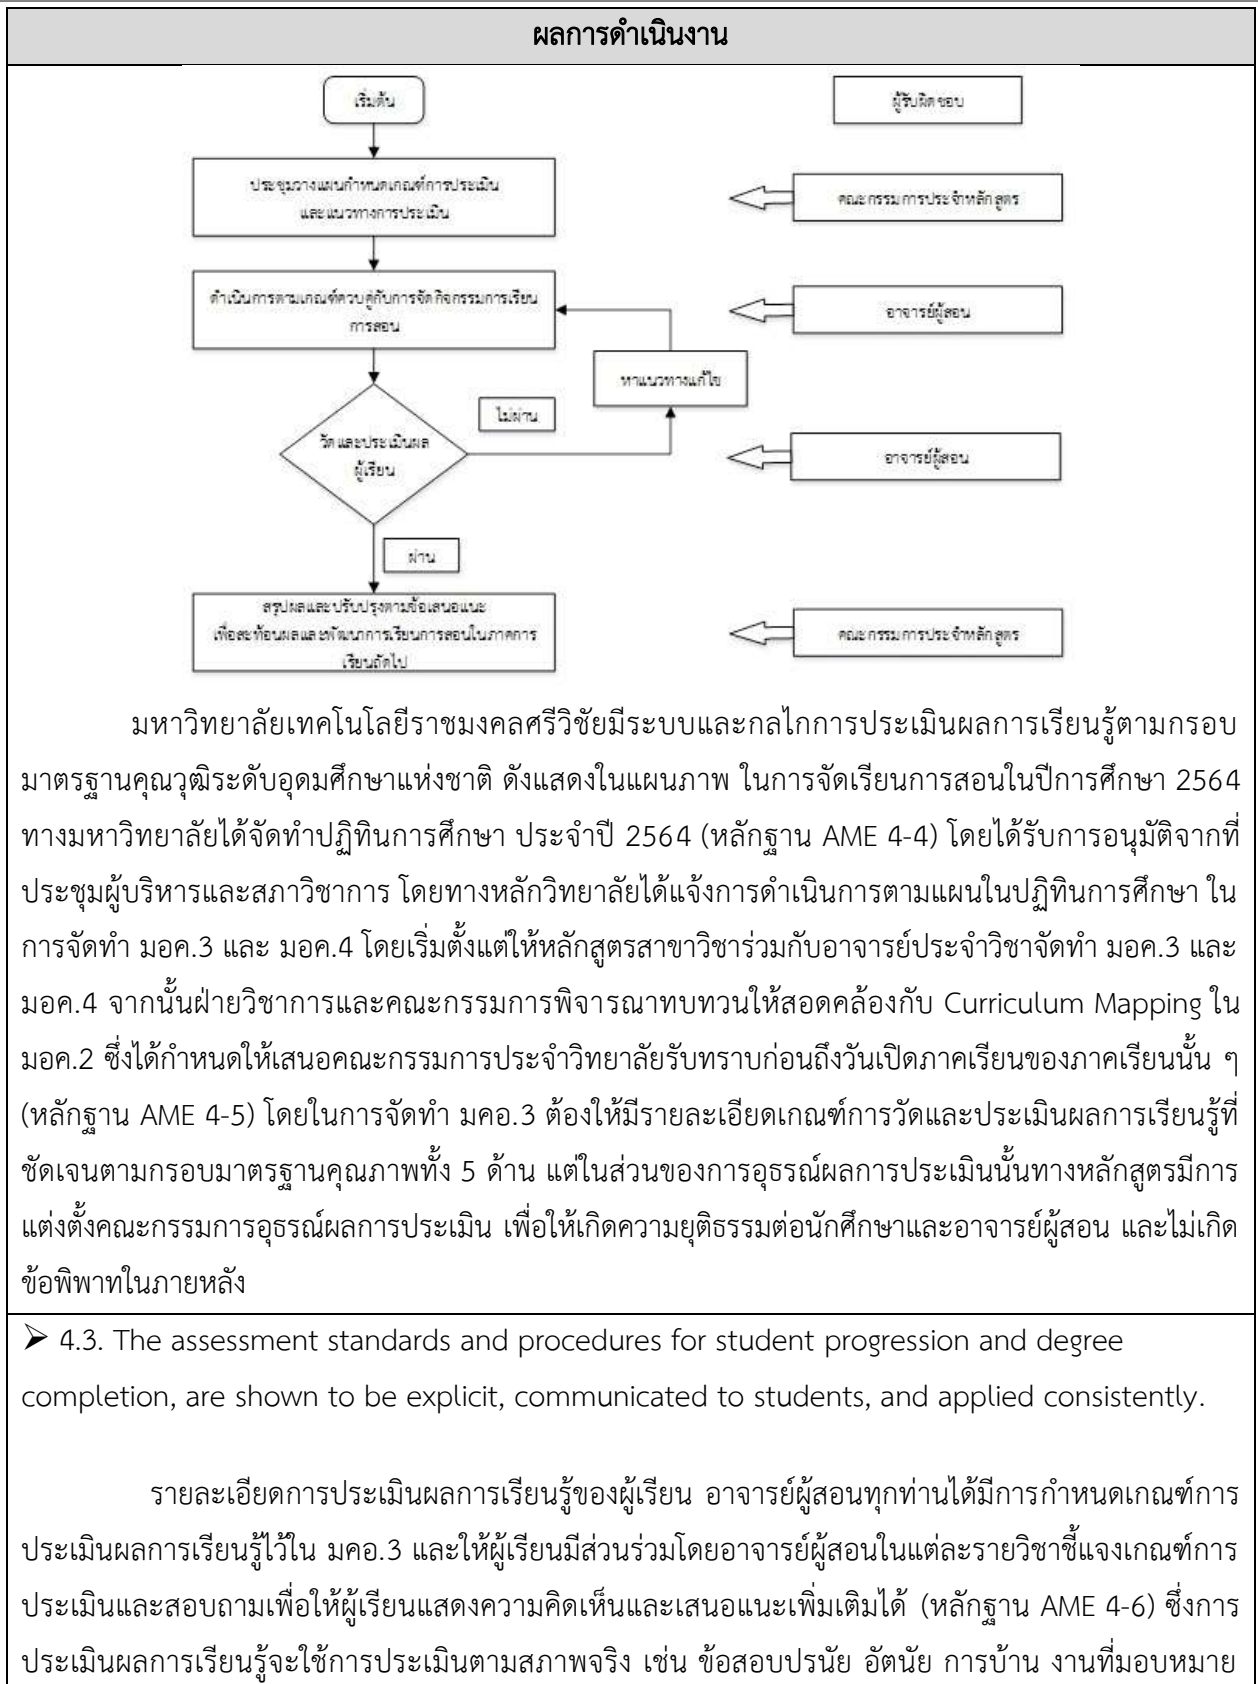 ผลการดำเนินงาน
เริ่มต้น
ผู้รับผิดชอบ
ประชุมวางแผนกำหนดเกณฑ์การประเมิน
และแนวทางการประเมิน
คณะกรรมการประจำหลักสูตร
ดำเนินการตามเกณฑ์ควบคู่กับการจัดกิจกรรมการเรียน
การสอน
อาจารย์ผู้สอน
หาแนวทางแก้ไข
ไม่ผ่าน
วัดและประเมินผล
ผู้เรียน
อาจารย์ผู้สอน
ผ่าน
สรุปผลและปรับปรุงตามข้อเสนอแนะ
เพื่อสะท้อนผลและพัฒนาการเรียนการสอนในภาคการ
เรียนถัดไป
คณะกรรมการประจำหลักสูตร
มหาวิทยาลัยเทคโนโลยีราชมงคลศรีวิชัยมีระบบและกลไกการประเมินผลการเรียนรู้ตามกรอบ
มาตรฐานคุณวุฒิระดับอุดมศึกษาแห่งชาติ ดังแสดงในแผนภาพ ในการจัดเรียนการสอนในปีการศึกษา 2564
ทางมหาวิทยาลัยได้จัดทำปฏิทินการศึกษา ประจำปี 2564 (หลักฐาน AME 4-4) โดยได้รับการอนุมัติจากที่
ประชุมผู้บริหารและสภาวิชาการ โดยทางหลักวิทยาลัยได้แจ้งการดำเนินการตามแผนในปฏิทินการศึกษา ใน
การจัดทำ มอค.3 และ มอค.4 โดยเริ่มตั้งแต่ให้หลักสูตรสาขาวิชาร่วมกับอาจารย์ประจำวิชาจัดทำ มอค.3 และ
มอค.4 จากนั้นฝ่ายวิชาการและคณะกรรมการพิจารณาทบทวนให้สอดคล้องกับ Curriculum Mapping ใน
มอค.2 ซึ่งได้กำหนดให้เสนอคณะกรรมการประจำวิทยาลัยรับทราบก่อนถึงวันเปิดภาคเรียนของภาคเรียนนั้น ๆ
(หลักฐาน AME 4-5) โดยในการจัดทำ มคอ.3 ต้องให้มีรายละเอียดเกณฑ์การวัดและประเมินผลการเรียนรู้ที่
ชัดเจนตามกรอบมาตรฐานคุณภาพทั้ง 5 ด้าน แต่ในส่วนของการอุธรณ์ผลการประเมินนั้นทางหลักสูตรมีการ
แต่งตั้งคณะกรรมการอุธรณ์ผลการประเมิน เพื่อให้เกิดความยุติธรรมต่อนักศึกษาและอาจารย์ผู้สอน และไม่เกิด
ข้อพิพาทในภายหลัง
➢ 4.3. The assessment standards and procedures for student progression and degree
completion, are shown to be explicit, communicated to students, and applied consistently.
รายละเอียดการประเมินผลการเรียนรู้ของผู้เรียน อาจารย์ผู้สอนทุกท่านได้มีการกำหนดเกณฑ์การ
ประเมินผลการเรียนรู้ไว้ใน มคอ.3 และให้ผู้เรียนมีส่วนร่วมโดยอาจารย์ผู้สอนในแต่ละรายวิชาชี้แจงเกณฑ์การ
ประเมินและสอบถามเพื่อให้ผู้เรียนแสดงความคิดเห็นและเสนอแนะเพิ่มเติมได้ (หลักฐาน AME 4-6) ซึ่งการ
ประเมินผลการเรียนรู้จะใช้การประเมินตามสภาพจริง เช่น ข้อสอบปรนัย อัตนัย การบ้าน งานที่มอบหมาย